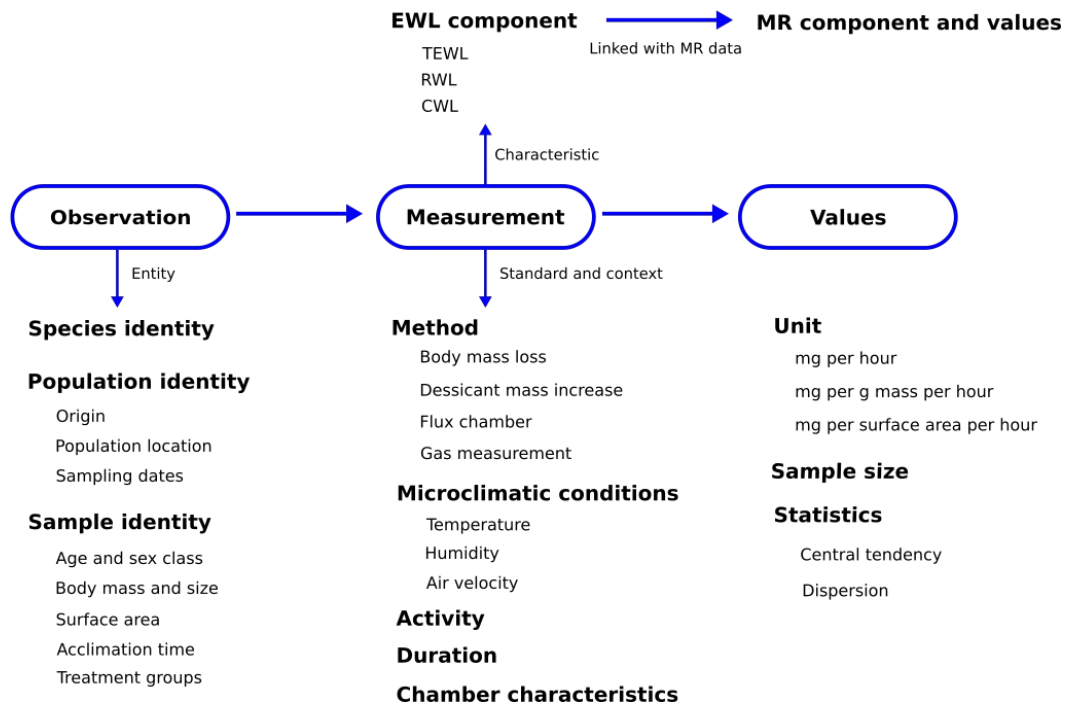 EWL component
Linked with MR data
MR component and values
TEWL
RWL
CWL
Characteristic
Observation
Measurement
Values
Entity
Standard and context
Species identity
Population identity
Origin
Population location
Sampling dates
Sample identity
Age and sex class
Body mass and size
Surface area
Acclimation time
Treatment groups
Method
Body mass loss
Dessicant mass increase
Flux chamber
Gas measurement
Microclimatic conditions
Temperature
Humidity
Air velocity
Activity
Duration
Chamber characteristics
Unit
mg per hour
mg per g mass per hour
mg per surface area per hour
Sample size
Statistics
Central tendency
Dispersion